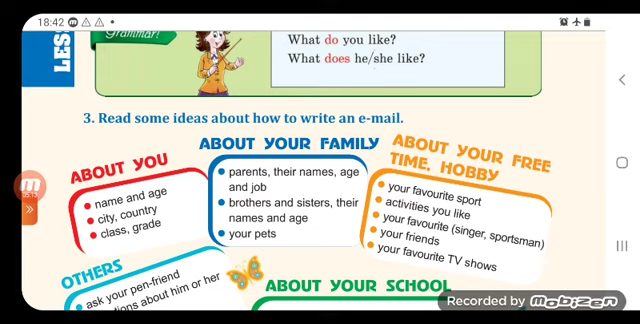 18:42
LES
Grammar!
What do you like?
What does he/she like?
3. Read some ideas about how to write an e-mail.
ABOUT YOU
name and age
city, country
class, grade
ABOUT YOUR FAMILY
parents, their names, age
and job
brothers and sisters, their
names and age
your pets
ABOUT YOUR FREE
TIME, HOBBY
your favourite sport
activities you like
your favourite (singer, sportsman)
your friends
your favourite TV shows
OTHERS
ask your pen-friend
about him or her
ABOUT YOUR SCHOOL
Recorded by Mobizen